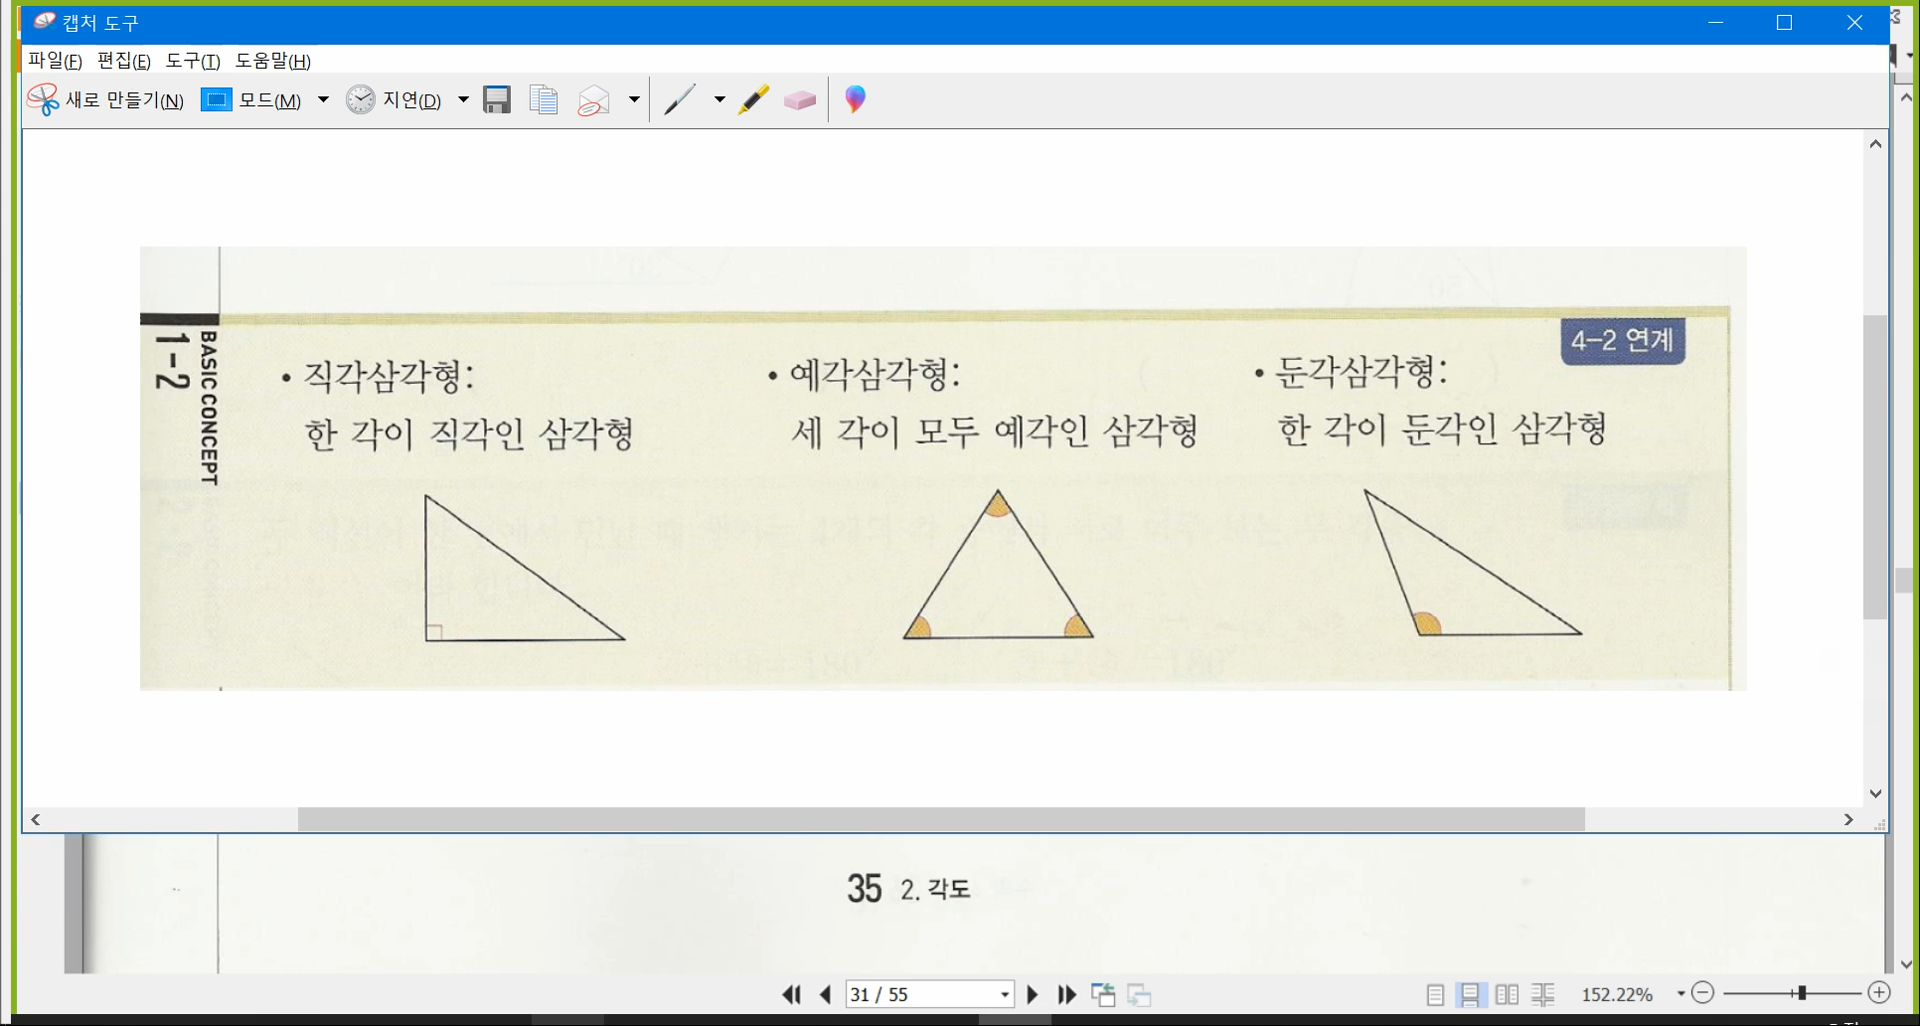 캡처 도구
파일(F) 편집(E) 도구(T) 도움말(H)
새로 만들기(N) 모드(M) 지연(D)
BASIC CONCEPT
1-2
4-2 연계
• 직각삼각형:
한 각이 직각인 삼각형
• 예각삼각형:
세 각이 모두 예각인 삼각형
• 둔각삼각형:
한 각이 둔각인 삼각형
35 2. 각도
31 / 55
152.22%